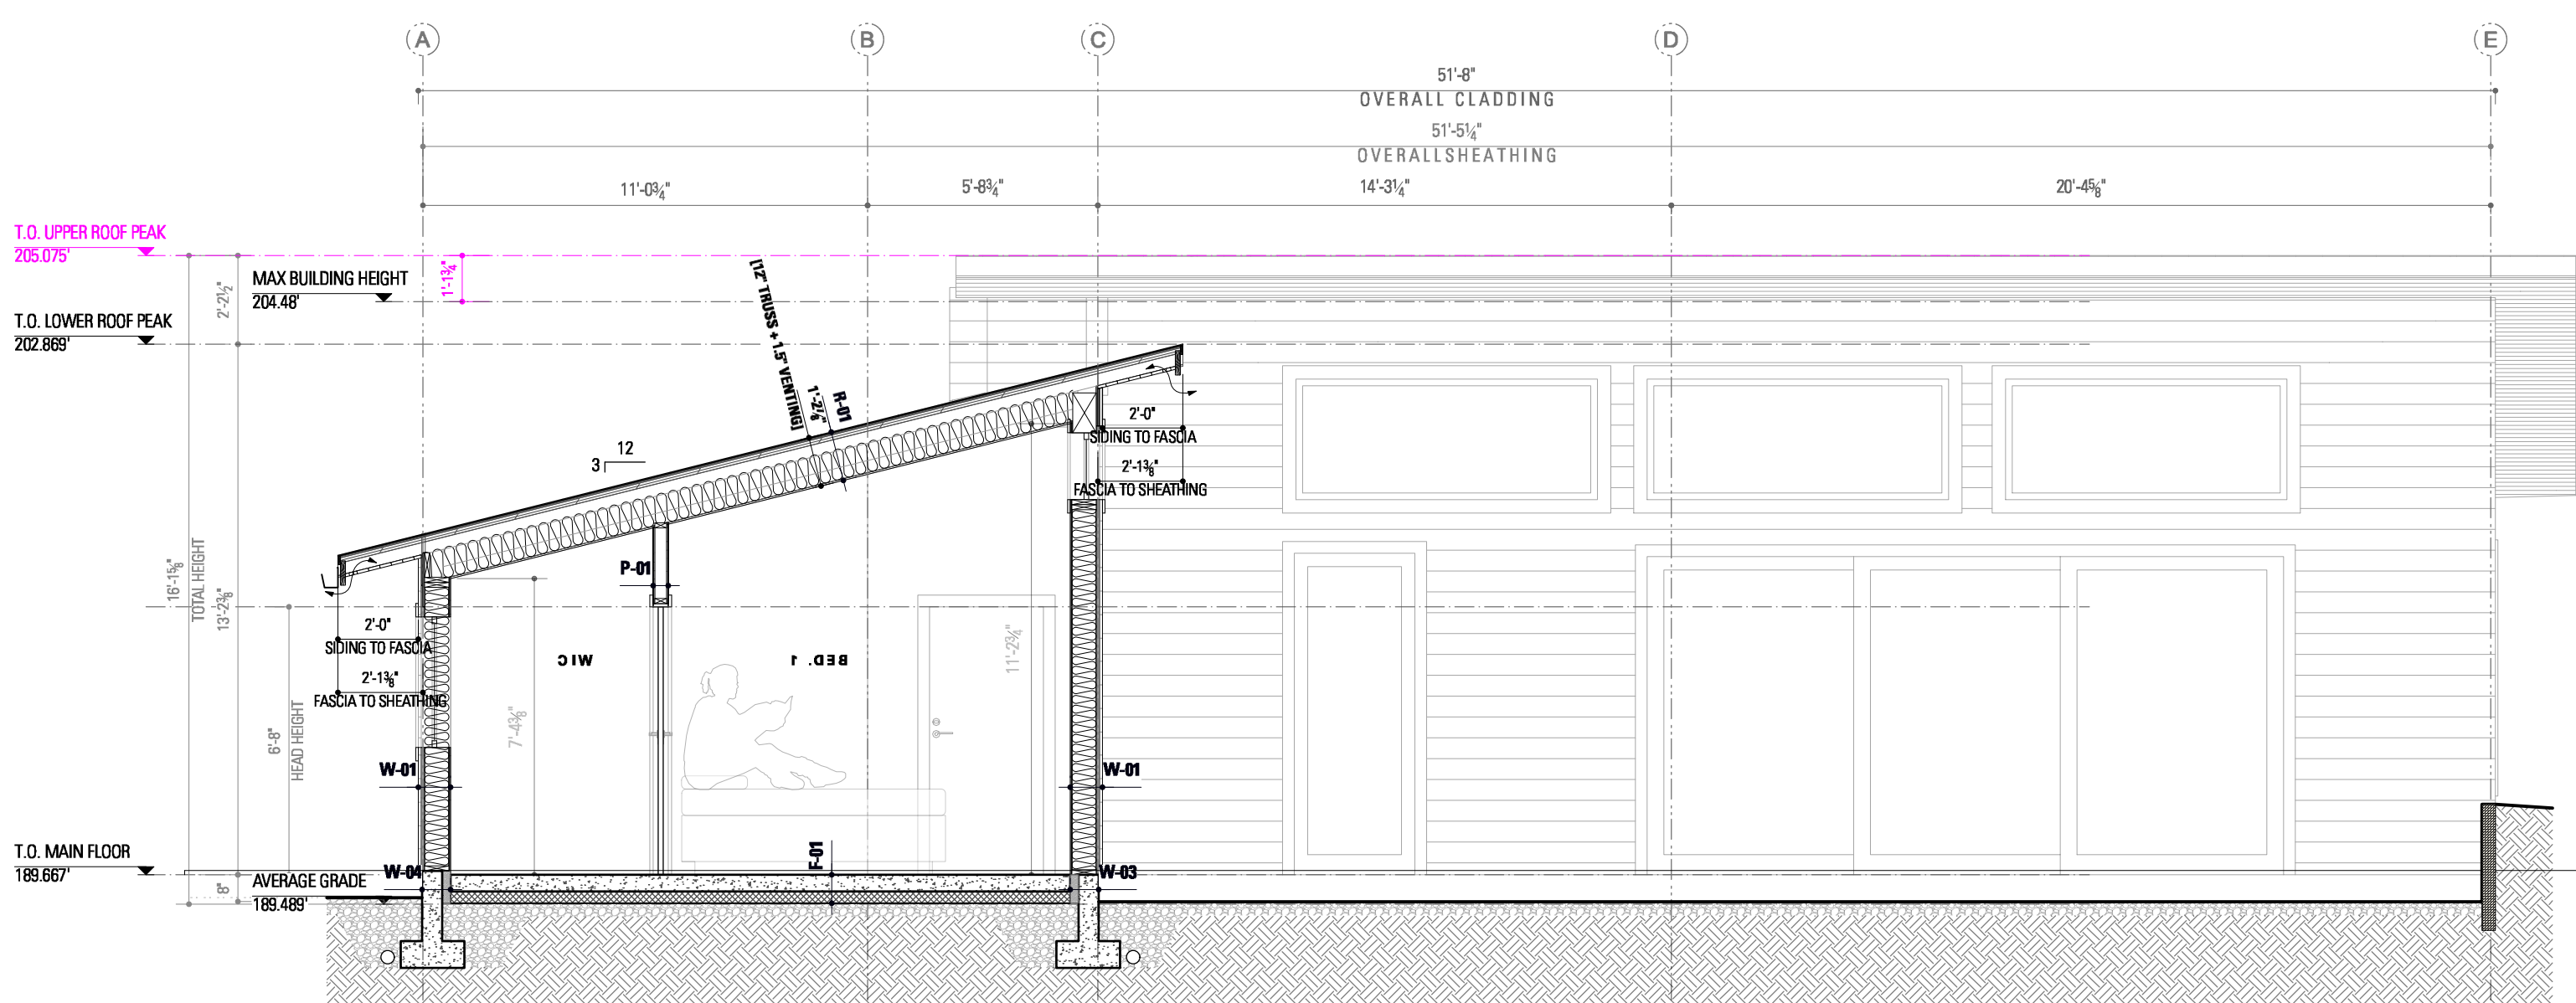 A
B
C
D
E
51'-8"
OVERALL CLADDING
51'-5¼"
OVERALLSHEATHING
11'-0¾"
5'-8¾"
14'-3¼"
20'-4⅝"
T.O. UPPER ROOF PEAK
205.075'
1'-1¾"
MAX BUILDING HEIGHT
204.48'
2'-2½"
T.O. LOWER ROOF PEAK
202.869'
[12" TRUSS + 1.5" VENTING]
1'-2⅞"
R-01
12
3
2'-0"
SIDING TO FASCIA
2'-1⅜"
FASCIA TO SHEATHING
16'-1⅝"
TOTAL HEIGHT
13'-2⅜"
P-01
2'-0"
SIDING TO FASCIA
2'-1⅜"
FASCIA TO SHEATHING
WIC
BED. 1
11'-2¾"
7'-4⅜"
6'-8"
HEAD HEIGHT
W-01
W-01
T.O. MAIN FLOOR
189.667'
W-04
F-01
W-03
8"
AVERAGE GRADE
189.489'